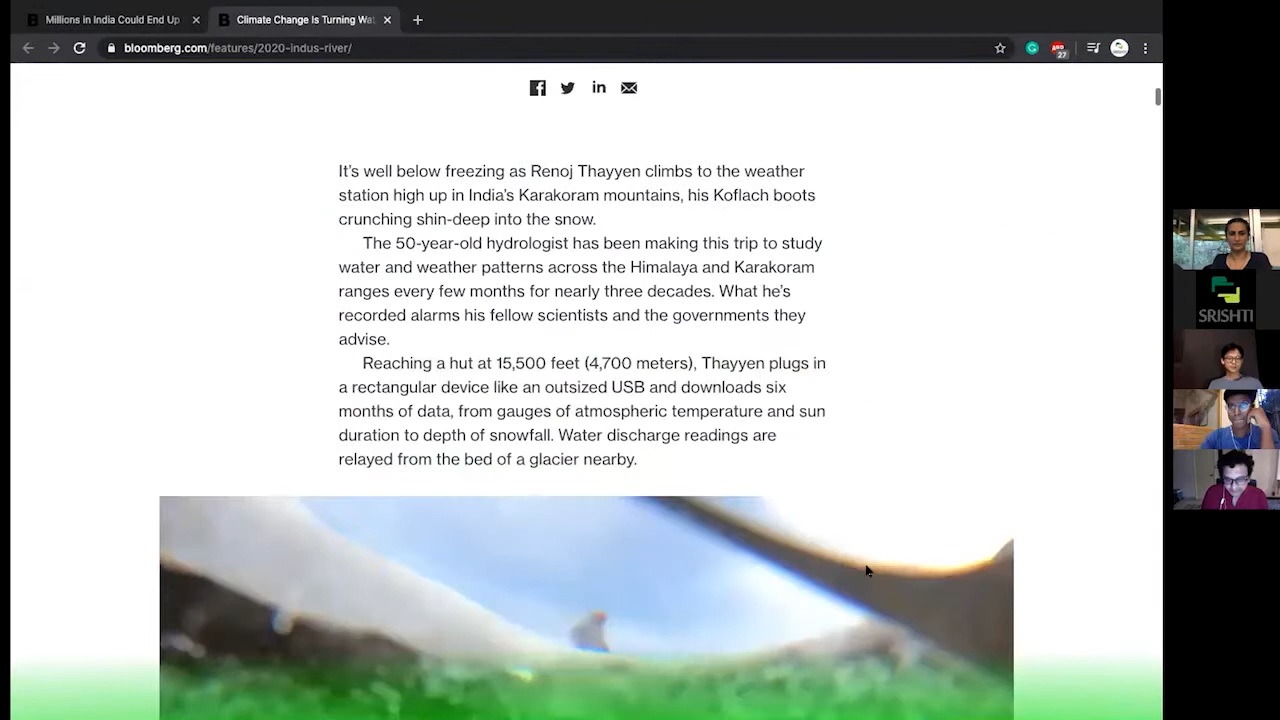 Millions in India Could End Up
Climate Change Is Turning Wat
bloomberg.com/features/2020-indus-river/
ABP
27
SRISHTI
in
It’s well below freezing as Renoj Thayyen climbs to the weather
station high up in India’s Karakoram mountains, his Koflach boots
crunching shin-deep into the snow.
The 50-year-old hydrologist has been making this trip to study
water and weather patterns across the Himalaya and Karakoram
ranges every few months for nearly three decades. What he’s
recorded alarms his fellow scientists and the governments they
advise.
Reaching a hut at 15,500 feet (4,700 meters), Thayyen plugs in
a rectangular device like an outsized USB and downloads six
months of data, from gauges of atmospheric temperature and sun
duration to depth of snowfall. Water discharge readings are
relayed from the bed of a glacier nearby.
SRISHTI